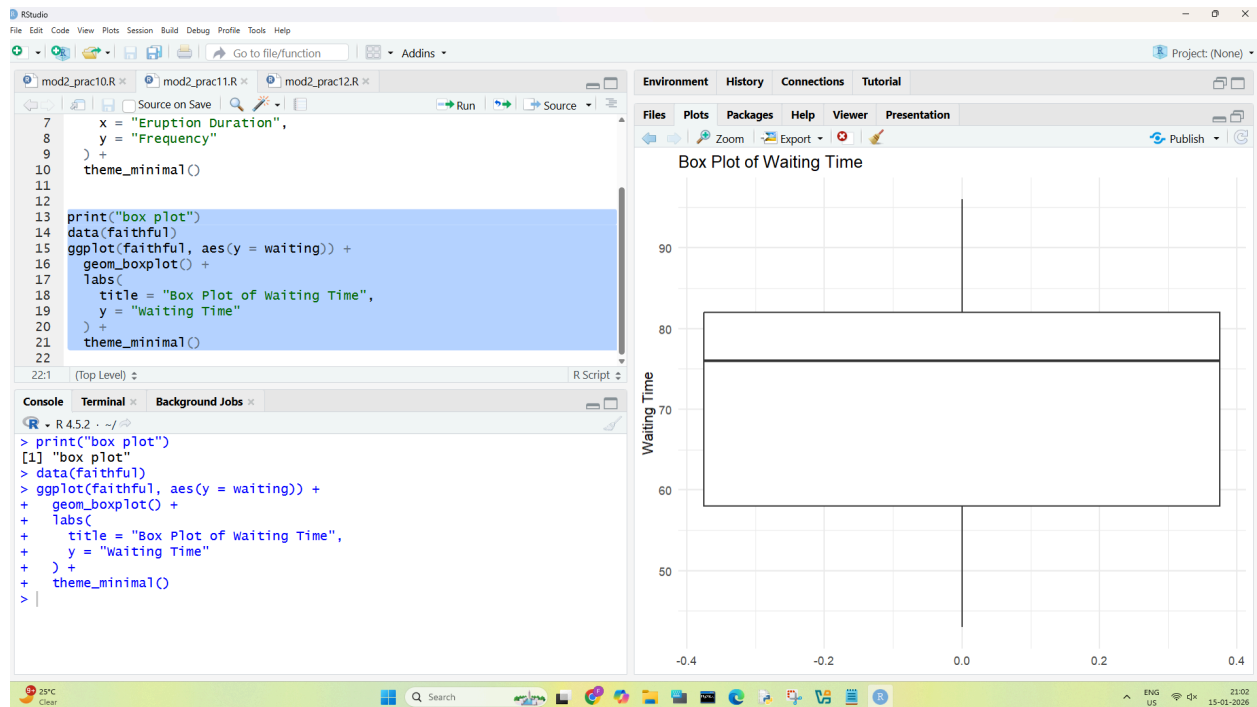 RStudio
File Edit Code View Plots Session Build Debug Profile Tools Help
Go to file/function Addins Project: (None)
mod2_prac10.R mod2_prac11.R mod2_prac12.R
Source on Save Run Source
7 x = "Eruption Duration",
8 y = "Frequency"
9 ) +
10 theme_minimal()
11
12
13 print("box plot")
14 data(faithful)
15 ggplot(faithful, aes(y = waiting)) +
16 geom_boxplot() +
17 labs(
18 title = "Box Plot of Waiting Time",
19 y = "Waiting Time"
20 ) +
21 theme_minimal()
22
22:1 (Top Level) R Script
Console Terminal Background Jobs
R 4.5.2 · ~/
> print("box plot")
[1] "box plot"
> data(faithful)
> ggplot(faithful, aes(y = waiting)) +
+ geom_boxplot() +
+ labs(
+ title = "Box Plot of Waiting Time",
+ y = "Waiting Time"
+ ) +
+ theme_minimal()
>
Environment History Connections Tutorial
Files Plots Packages Help Viewer Presentation
Zoom Export Publish
Box Plot of Waiting Time
Waiting Time
90
80
70
60
50
-0.4 -0.2 0.0 0.2 0.4
25°C
Clear
Search
ENG
US
21:02
15-01-2026